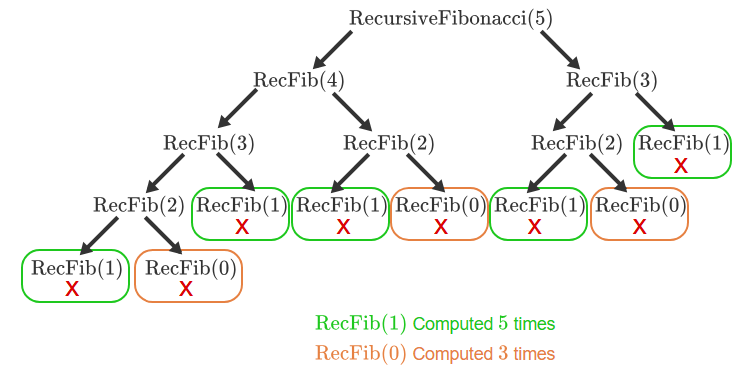 RecursiveFibonacci(5)
RecFib(4) RecFib(3)
RecFib(3) RecFib(2) RecFib(2) RecFib(1)
X
RecFib(2) RecFib(1) RecFib(1) RecFib(0) RecFib(1) RecFib(0)
X X X X X
RecFib(1) RecFib(0)
X X
RecFib(1) Computed 5 times
RecFib(0) Computed 3 times